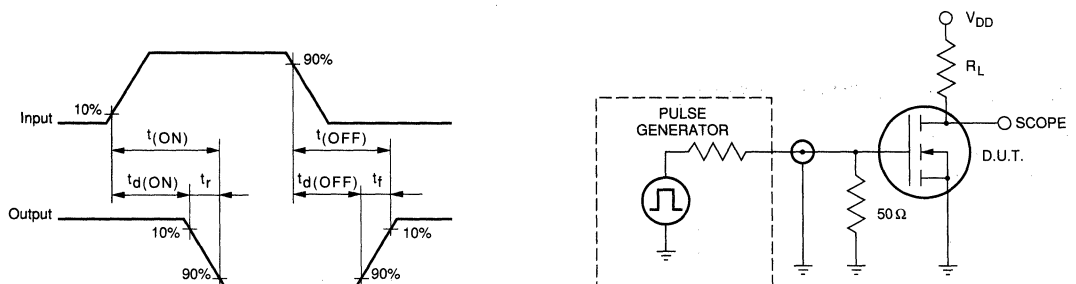 10%
90%
Input
t(ON)
t(OFF)
td(ON)
tr
td(OFF)
tf
Output
10%
90%
10%
90%
VDD
RL
PULSE
GENERATOR
SCOPE
D.U.T.
50Ω